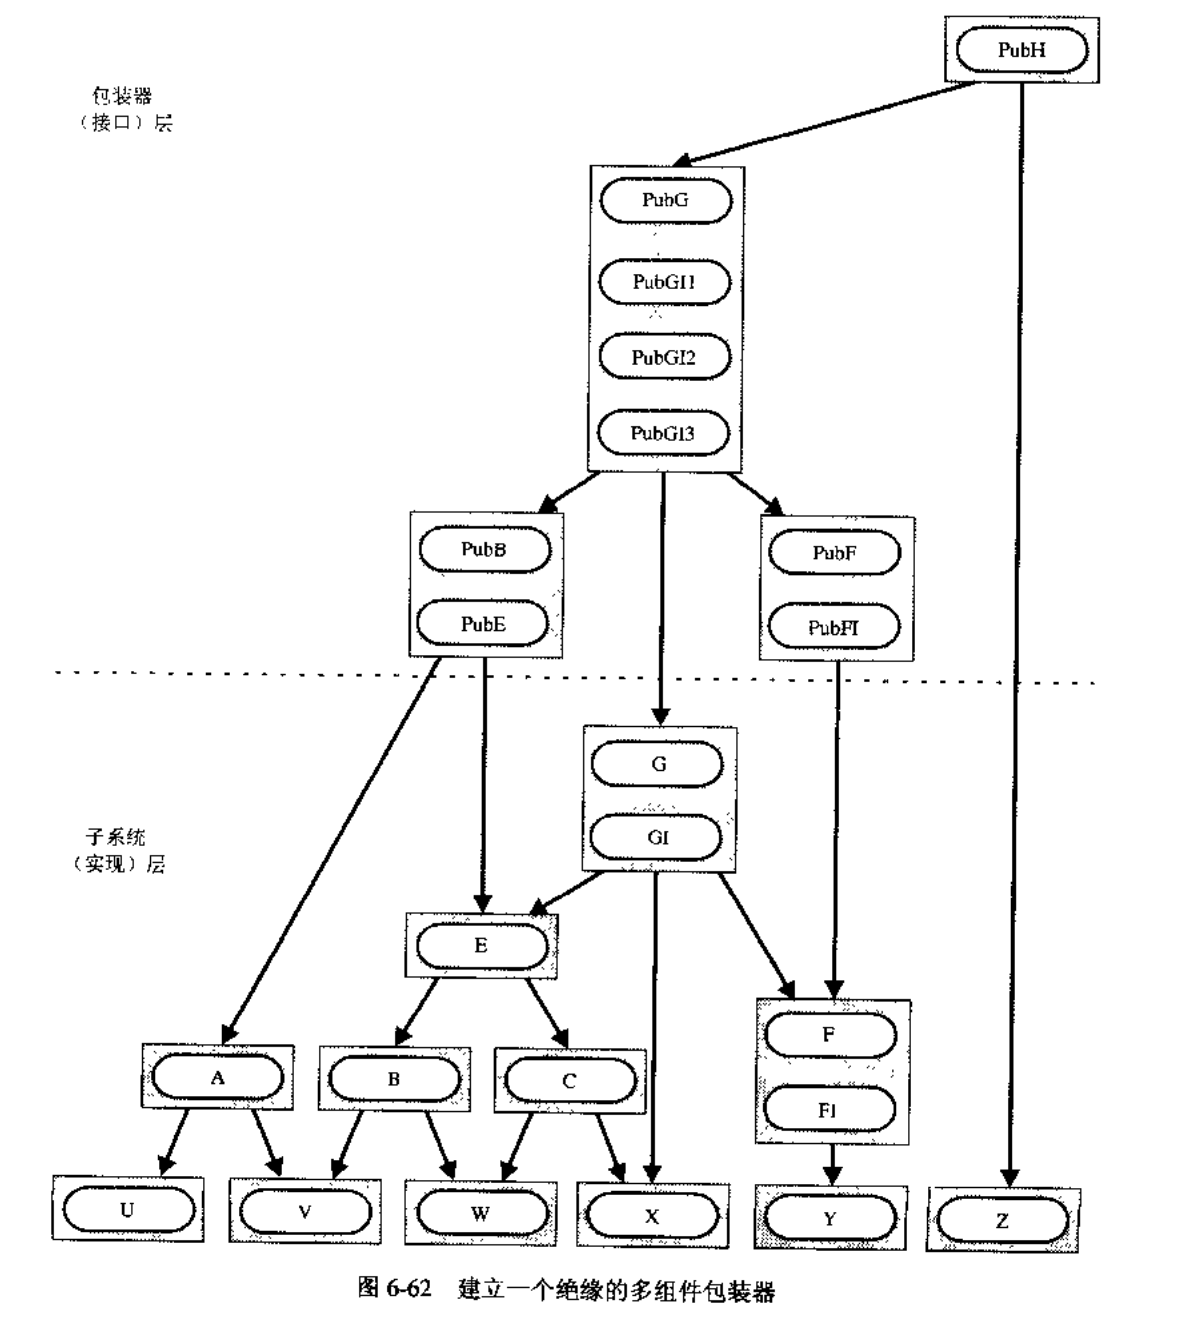 PubH
包装器
（接口）层
PubG
PubGI1
PubGI2
PubGI3
PubB
PubF
PubE
PubFI
G
子系统
（实现）层
GI
E
F
A
B
C
FI
U
V
W
X
Y
Z
图 6-62 建立一个绝缘的多组件包装器